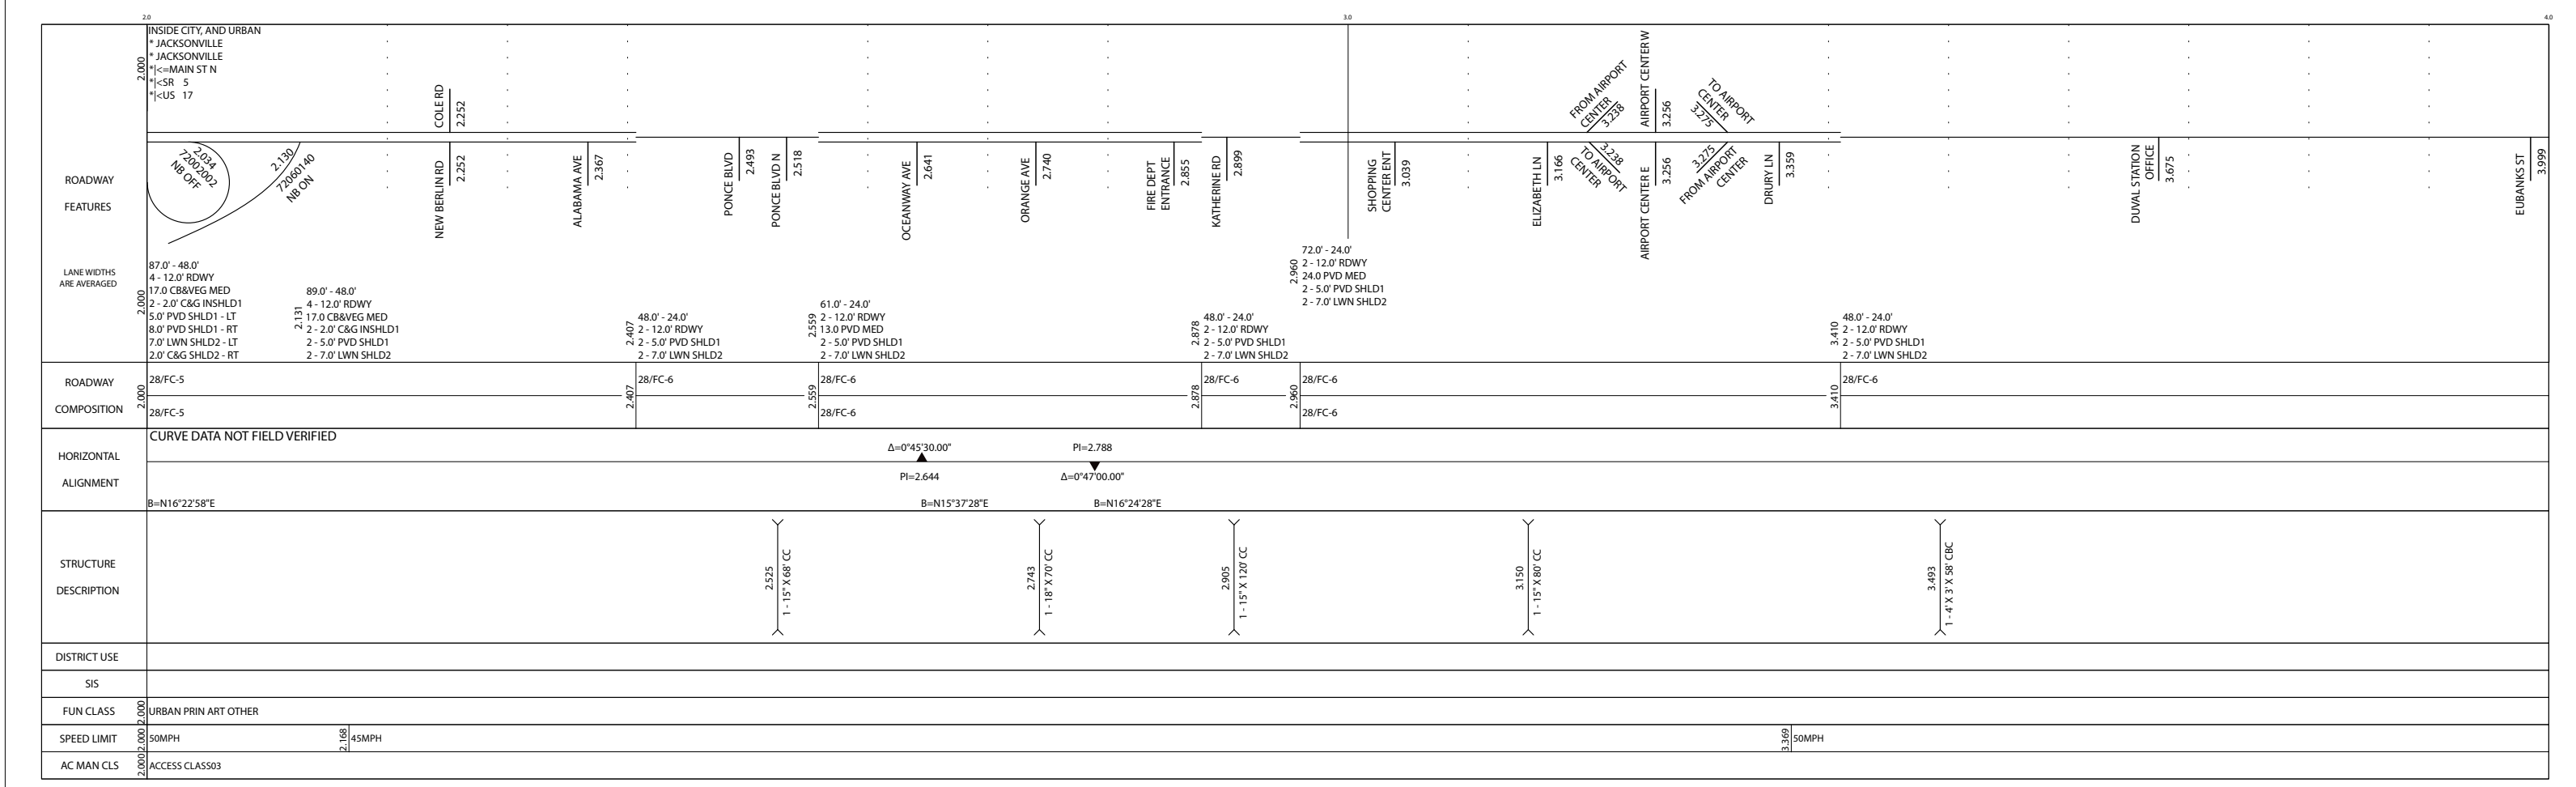 2.0
3.0
4.0
INSIDE CITY, AND URBAN
* JACKSONVILLE
* JACKSONVILLE
*|<=MAIN ST N
*|<SR 5
*|<US 17
2.000
ROADWAY
FEATURES
2.034
72002002
NB OFF
2.130
72060140
NB ON
COLE RD
2.252
NEW BERLIN RD
2.252
ALABAMA AVE
2.367
PONCE BLVD
2.493
PONCE BLVD N
2.518
OCEANWAY AVE
2.641
ORANGE AVE
2.740
FIRE DEPT
ENTRANCE
2.855
KATHERINE RD
2.899
SHOPPING
CENTER ENT
3.039
ELIZABETH LN
3.166
FROM AIRPORT
CENTER
3.238
3.238
TO AIRPORT
CENTER
AIRPORT CENTER W
3.256
AIRPORT CENTER E
3.256
TO AIRPORT
CENTER
3.275
3.275
FROM AIRPORT
CENTER
DRURY LN
3.359
DUVAL STATION
OFFICE
3.675
EUBANKS ST
3.999
LANE WIDTHS
ARE AVERAGED
2.000
87.0' - 48.0'
4 - 12.0' RDWY
17.0 CB&VEG MED
2 - 2.0' C&G INSHLD1
5.0' PVD SHLD1 - LT
8.0' PVD SHLD1 - RT
7.0' LWN SHLD2 - LT
2.0' C&G SHLD2 - RT
2.131
89.0' - 48.0'
4 - 12.0' RDWY
17.0 CB&VEG MED
2 - 2.0' C&G INSHLD1
2 - 5.0' PVD SHLD1
2 - 7.0' LWN SHLD2
2.407
48.0' - 24.0'
2 - 12.0' RDWY
2 - 5.0' PVD SHLD1
2 - 7.0' LWN SHLD2
2.559
61.0' - 24.0'
2 - 12.0' RDWY
13.0 PVD MED
2 - 5.0' PVD SHLD1
2 - 7.0' LWN SHLD2
2.878
48.0' - 24.0'
2 - 12.0' RDWY
2 - 5.0' PVD SHLD1
2 - 7.0' LWN SHLD2
2.960
72.0' - 24.0'
2 - 12.0' RDWY
24.0 PVD MED
2 - 5.0' PVD SHLD1
2 - 7.0' LWN SHLD2
3.410
48.0' - 24.0'
2 - 12.0' RDWY
2 - 5.0' PVD SHLD1
2 - 7.0' LWN SHLD2
ROADWAY
COMPOSITION
2.000
28/FC-5
28/FC-5
2.407
28/FC-6
2.559
28/FC-6
28/FC-6
2.878
28/FC-6
2.960
28/FC-6
28/FC-6
3.410
28/FC-6
HORIZONTAL
ALIGNMENT
CURVE DATA NOT FIELD VERIFIED
Δ=0°45'30.00"
PI=2.644
PI=2.788
Δ=0°47'00.00"
B=N16°22'58"E
B=N15°37'28"E
B=N16°24'28"E
STRUCTURE
DESCRIPTION
2.525
1 - 15" X 68' CC
2.743
1 - 18" X 70' CC
2.905
1 - 15" X 120' CC
3.150
1 - 15" X 80' CC
3.493
1 - 4' X 3' X 58' CBC
DISTRICT USE
SIS
FUN CLASS
2.000
URBAN PRIN ART OTHER
SPEED LIMIT
2.000
50MPH
2.168
45MPH
3.369
50MPH
AC MAN CLS
2.000
ACCESS CLASS03